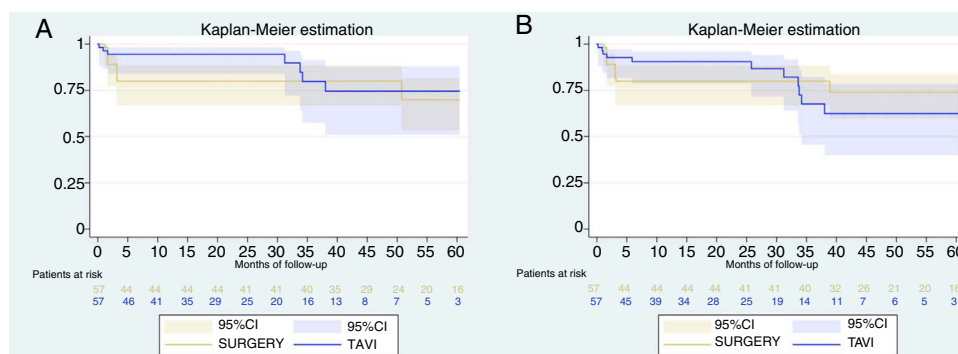 A
Kaplan-Meier estimation
1
0.75
0.5
0.25
0
0 5 10 15 20 25 30 35 40 45 50 55 60
Months of follow-up
Patients at risk
57 44 44 44 44 41 41 40 35 29 24 20 16
57 46 41 35 29 25 20 16 13 8 7 5 3
95%CI 95%CI
SURGERY TAVI
B
Kaplan-Meier estimation
1
0.75
0.5
0.25
0
0 5 10 15 20 25 30 35 40 45 50 55 60
Months of follow-up
Patients at risk
57 44 44 44 44 41 41 40 32 26 21 20 16
57 45 39 34 28 25 19 14 11 7 6 5 3
95%CI 95%CI
SURGERY TAVI